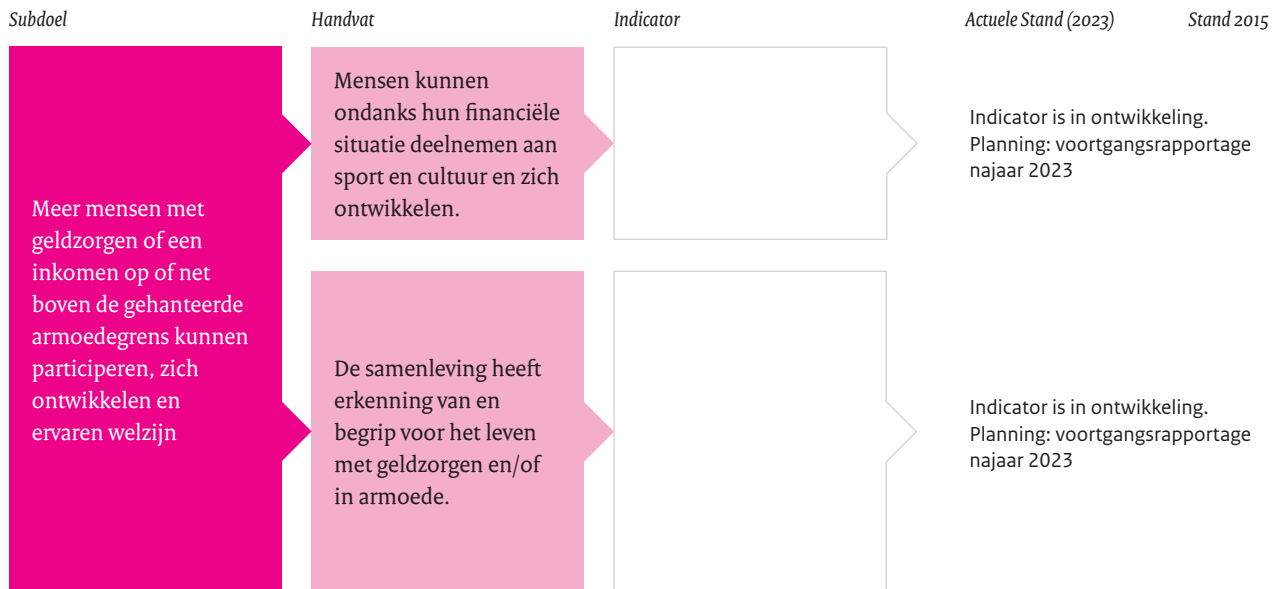 Subdoel
Handvat
Indicator
Actuele Stand (2023)
Stand 2015
Meer mensen met
geldzorgen of een
inkomen op of net
boven de gehanteerde
armoedegrens kunnen
participeren, zich
ontwikkelen en
ervaren welzijn
Mensen kunnen
ondanks hun financiële
situatie deelnemen aan
sport en cultuur en zich
ontwikkelen.
Indicator is in ontwikkeling.
Planning: voortgangsrapportage
najaar 2023
De samenleving heeft
erkenning van en
begrip voor het leven
met geldzorgen en/of
in armoede.
Indicator is in ontwikkeling.
Planning: voortgangsrapportage
najaar 2023